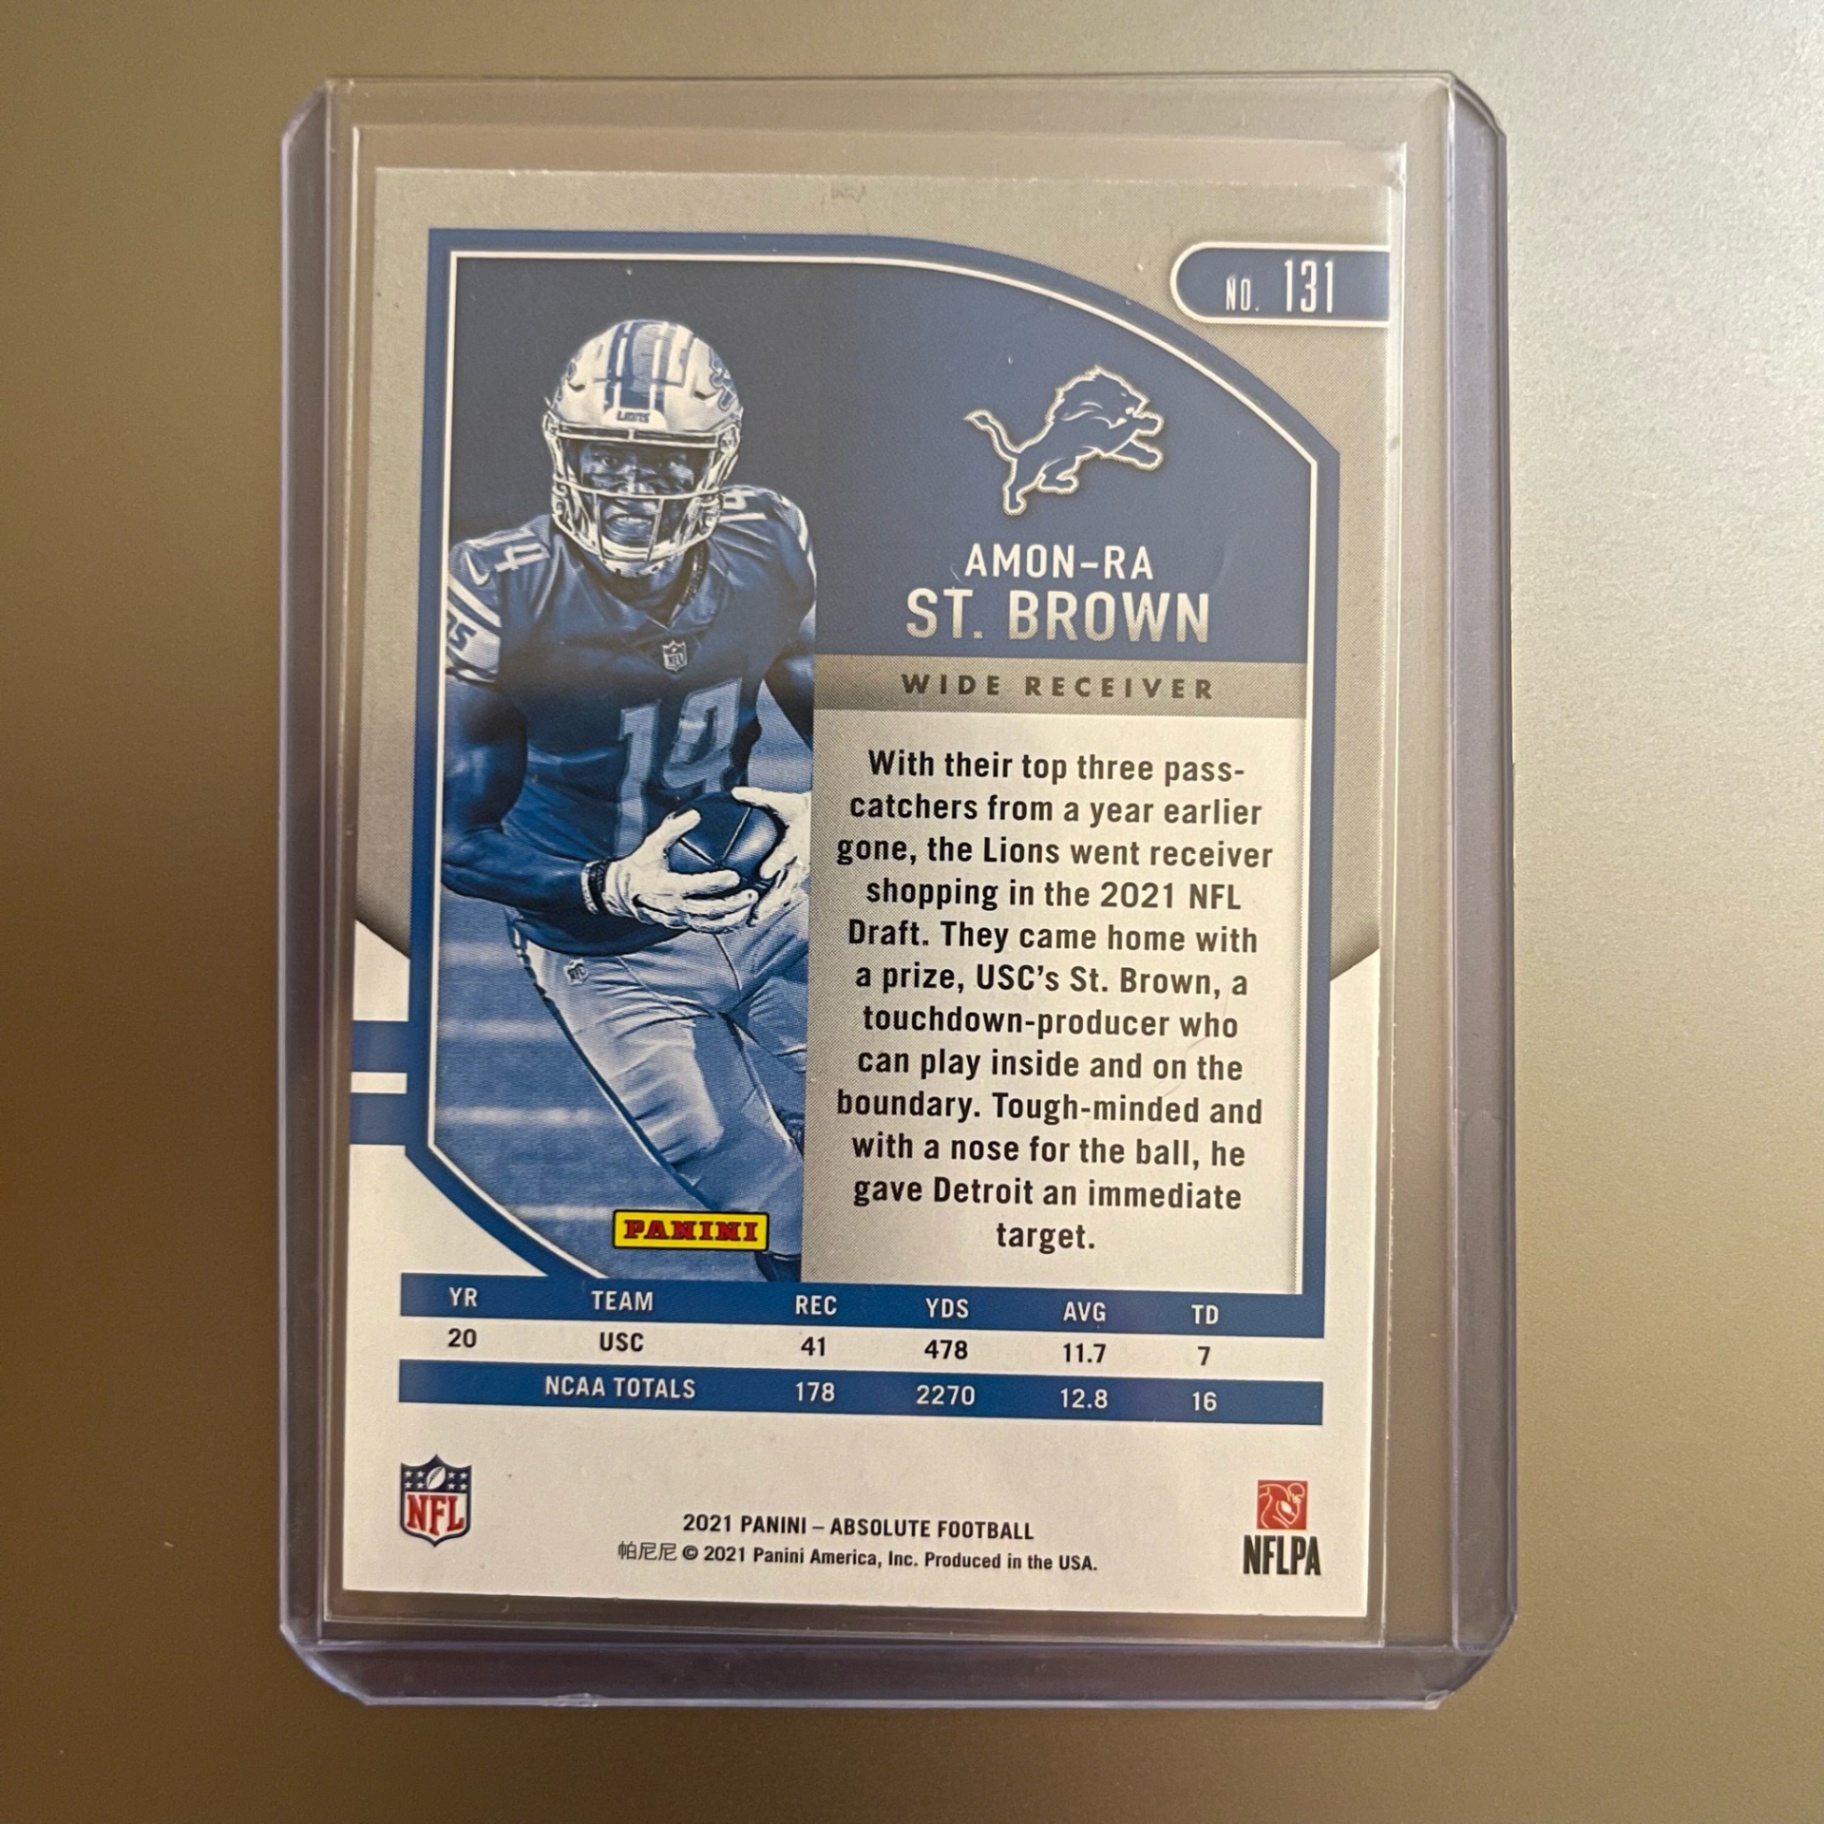 NO. 131
LIONS
14
NFL
14
AMON-RA
ST. BROWN
WIDE RECEIVER
With their top three pass-
catchers from a year earlier
gone, the Lions went receiver
shopping in the 2021 NFL
Draft. They came home with
a prize, USC's St. Brown, a
touchdown-producer who
can play inside and on the
boundary. Tough-minded and
with a nose for the ball, he
gave Detroit an immediate
target.
PANINI
YR TEAM REC YDS AVG TD
20 USC 41 478 11.7 7
NCAA TOTALS 178 2270 12.8 16
NFL
2021 PANINI – ABSOLUTE FOOTBALL
帕尼尼 © 2021 Panini America, Inc. Produced in the USA.
NFLPA